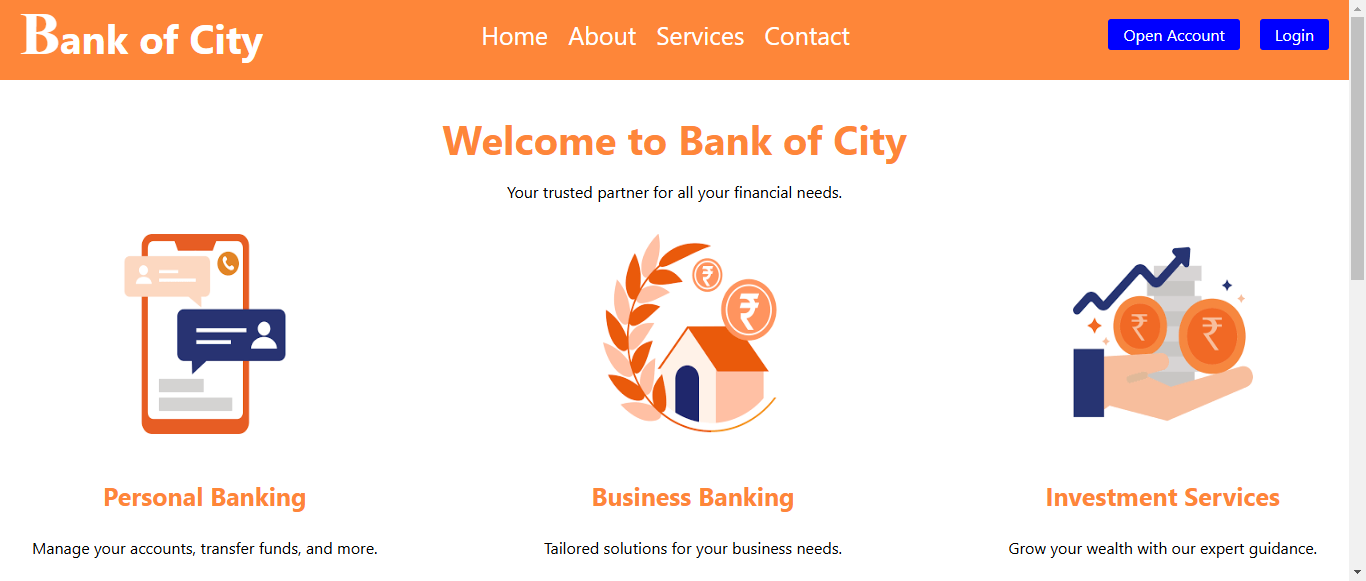 Bank of City
Home About Services Contact
Open Account Login
Welcome to Bank of City
Your trusted partner for all your financial needs.
₹ ₹
₹ ₹
Personal Banking Business Banking Investment Services
Manage your accounts, transfer funds, and more. Tailored solutions for your business needs. Grow your wealth with our expert guidance.